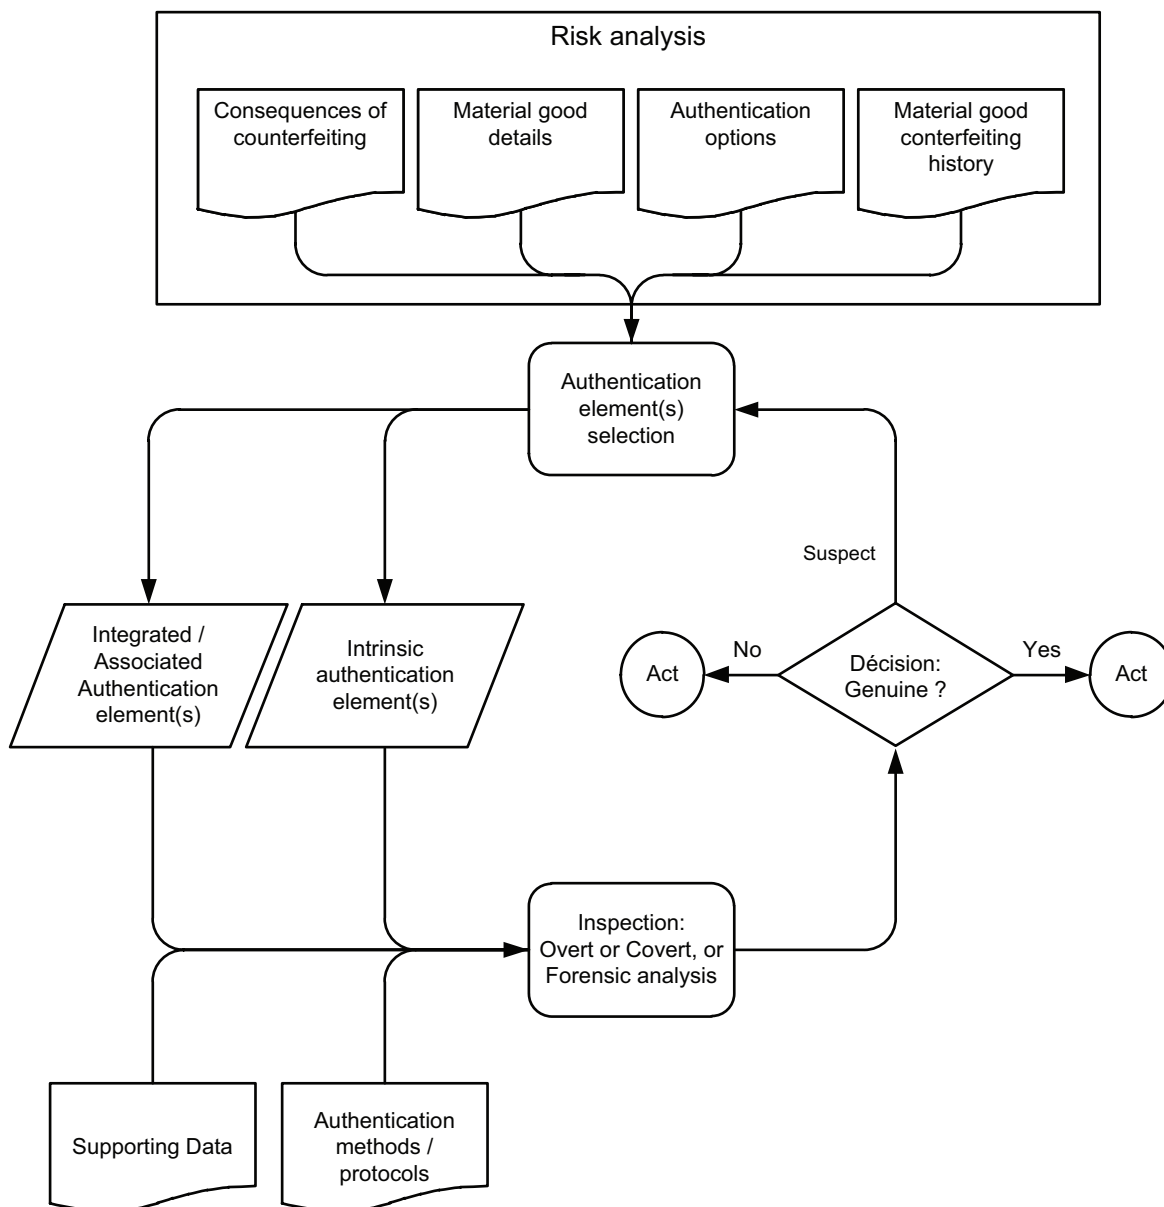 Risk analysis
Consequences of
counterfeiting
Material good
details
Authentication
options
Material good
conterfeiting
history
Authentication
element(s)
selection
Suspect
Integrated /
Associated
Authentication
element(s)
Intrinsic
authentication
element(s)
Act
No
Décision:
Genuine ?
Yes
Act
Inspection:
Overt or Covert, or
Forensic analysis
Supporting Data
Authentication
methods /
protocols